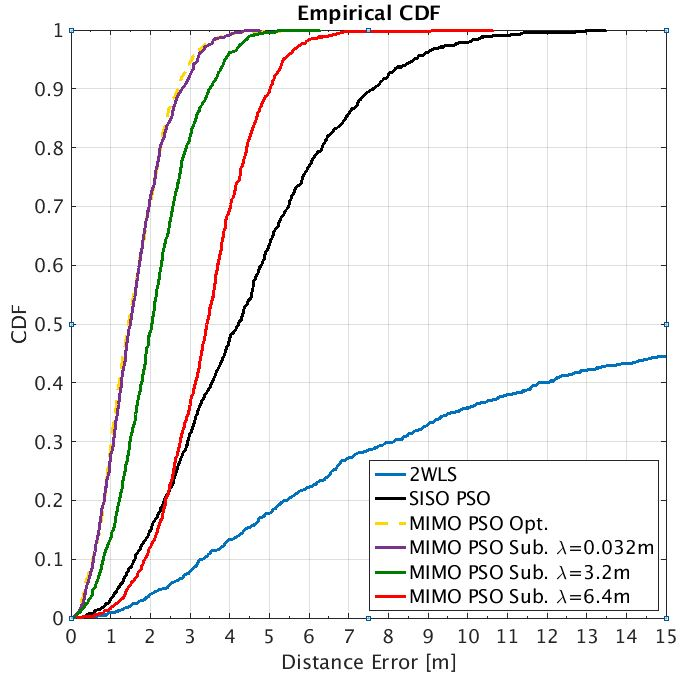 Empirical CDF
1
0.9
0.8
0.7
0.6
0.5
0.4
0.3
0.2
0.1
0
CDF
2WLS
SISO PSO
MIMO PSO Opt.
MIMO PSO Sub. λ=0.032m
MIMO PSO Sub. λ=3.2m
MIMO PSO Sub. λ=6.4m
0 1 2 3 4 5 6 7 8 9 10 11 12 13 14 15
Distance Error [m]